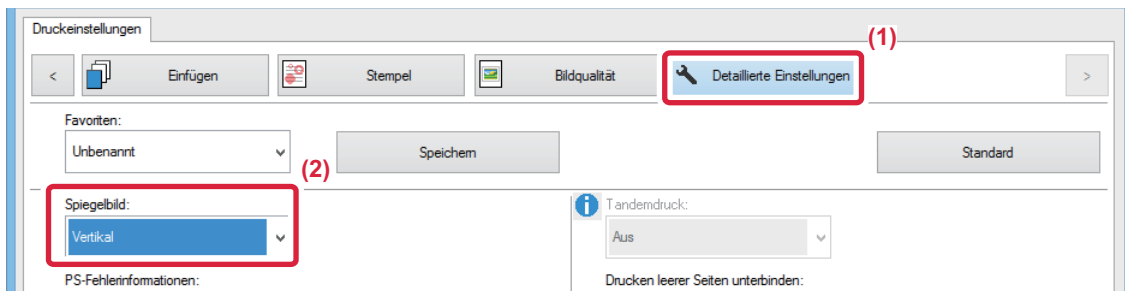 Druckeinstellungen
(1)
<
Einfügen
Stempel
Bildqualität
Detaillierte Einstellungen
>
Favoriten:
Unbenannt
Speichern
Standard
(2)
Spiegelbild:
Tandemdruck:
Vertikal
Aus
PS-Fehlerinformationen:
Drucken leerer Seiten unterbinden: